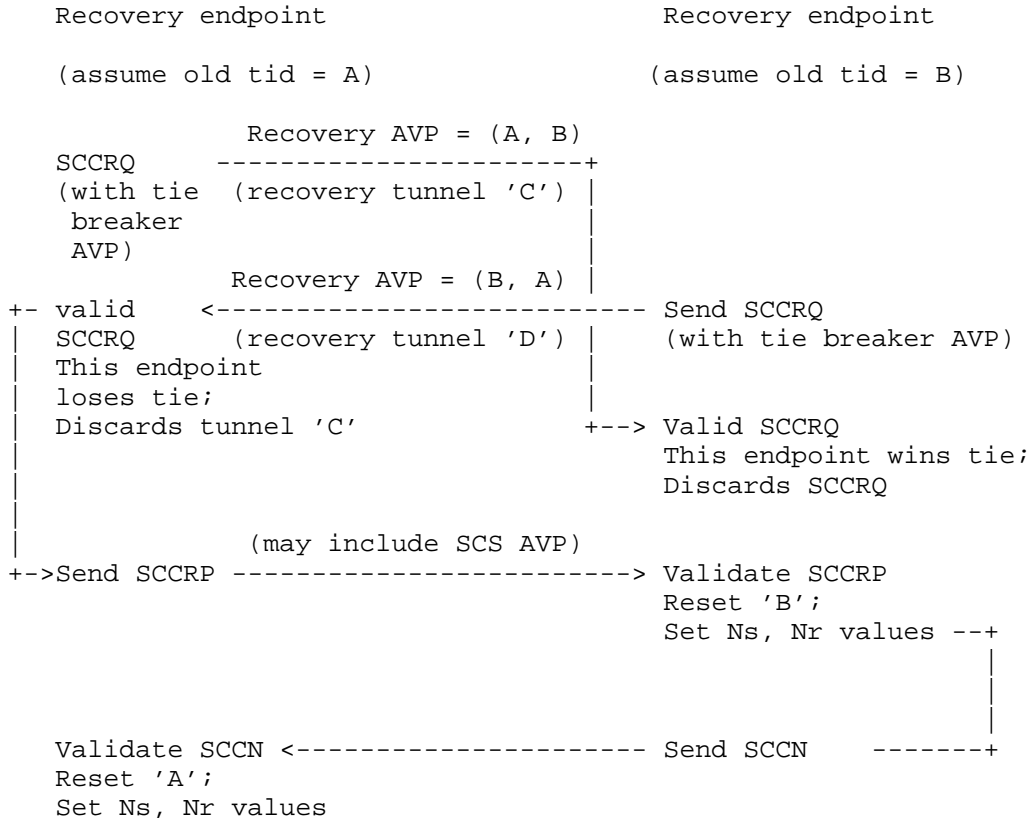 Recovery endpoint                    Recovery endpoint
(assume old tid = A)                 (assume old tid = B)
            Recovery AVP = (A, B)
SCCRQ     -----------------------+
(with tie  (recovery tunnel ’C’) |
 breaker                         |
 AVP)                            |
           Recovery AVP = (B, A) |
+- valid    <--------------------------- Send SCCRQ
|  SCCRQ      (recovery tunnel ’D’) |    (with tie breaker AVP)
|  This endpoint                    |
|  loses tie;                       |
|  Discards tunnel ’C’              +--> Valid SCCRQ
|                                        This endpoint wins tie;
|                                        Discards SCCRQ
|
|              (may include SCS AVP)
+->Send SCCRP -------------------------> Validate SCCRP
                                         Reset ’B’;
                                         Set Ns, Nr values --+
                                                             |
                                                             |
                                                             |
Validate SCCN <---------------------- Send SCCN    -------+
Reset ’A’;
Set Ns, Nr values